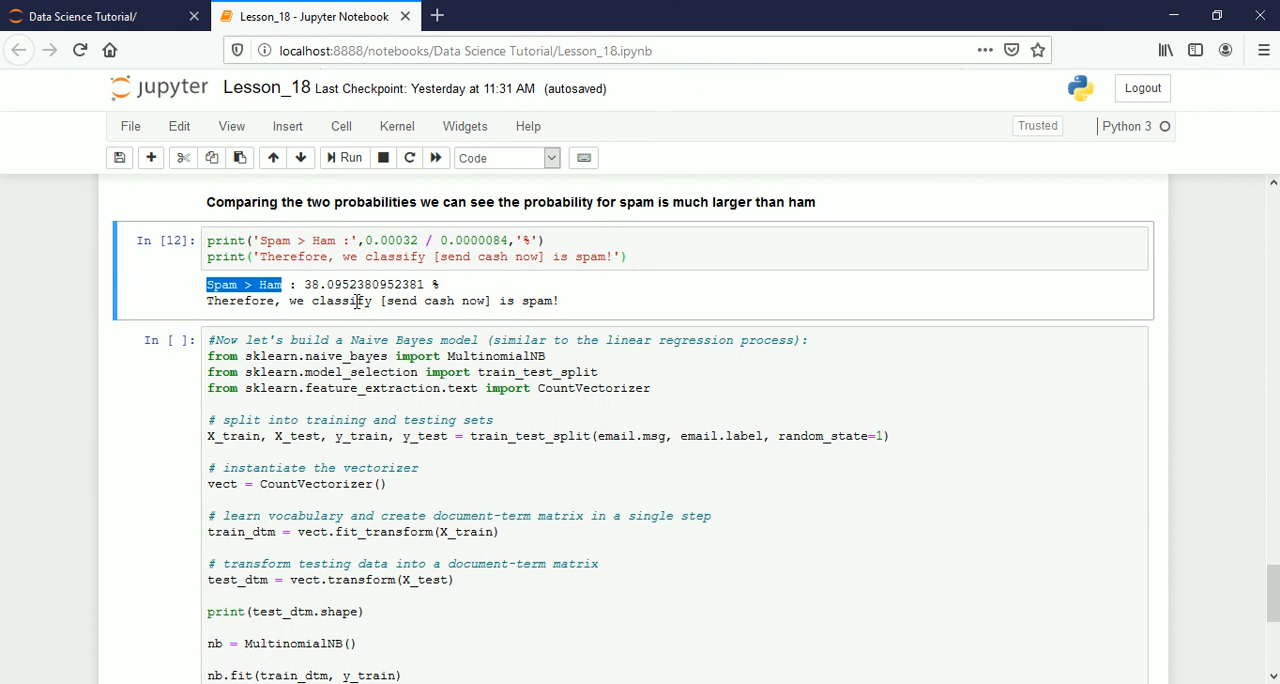 Data Science Tutorial/
Lesson_18 - Jupyter Notebook
localhost:8888/notebooks/Data Science Tutorial/Lesson_18.ipynb
jupyter Lesson_18 Last Checkpoint: Yesterday at 11:31 AM (autosaved)
Logout
File Edit View Insert Cell Kernel Widgets Help
Trusted
Python 3
Run
Code
Comparing the two probabilities we can see the probability for spam is much larger than ham
In [12]: print('Spam > Ham :',0.00032 / 0.0000084,'%')
print('Therefore, we classify [send cash now] is spam!')
Spam > Ham : 38.0952380952381 %
Therefore, we classify [send cash now] is spam!
In [ ]: #Now let's build a Naive Bayes model (similar to the linear regression process):
from sklearn.naive_bayes import MultinomialNB
from sklearn.model_selection import train_test_split
from sklearn.feature_extraction.text import CountVectorizer
# split into training and testing sets
X_train, X_test, y_train, y_test = train_test_split(email.msg, email.label, random_state=1)
# instantiate the vectorizer
vect = CountVectorizer()
# learn vocabulary and create document-term matrix in a single step
train_dtm = vect.fit_transform(X_train)
# transform testing data into a document-term matrix
test_dtm = vect.transform(X_test)
print(test_dtm.shape)
nb = MultinomialNB()
nb.fit(train_dtm, y_train)